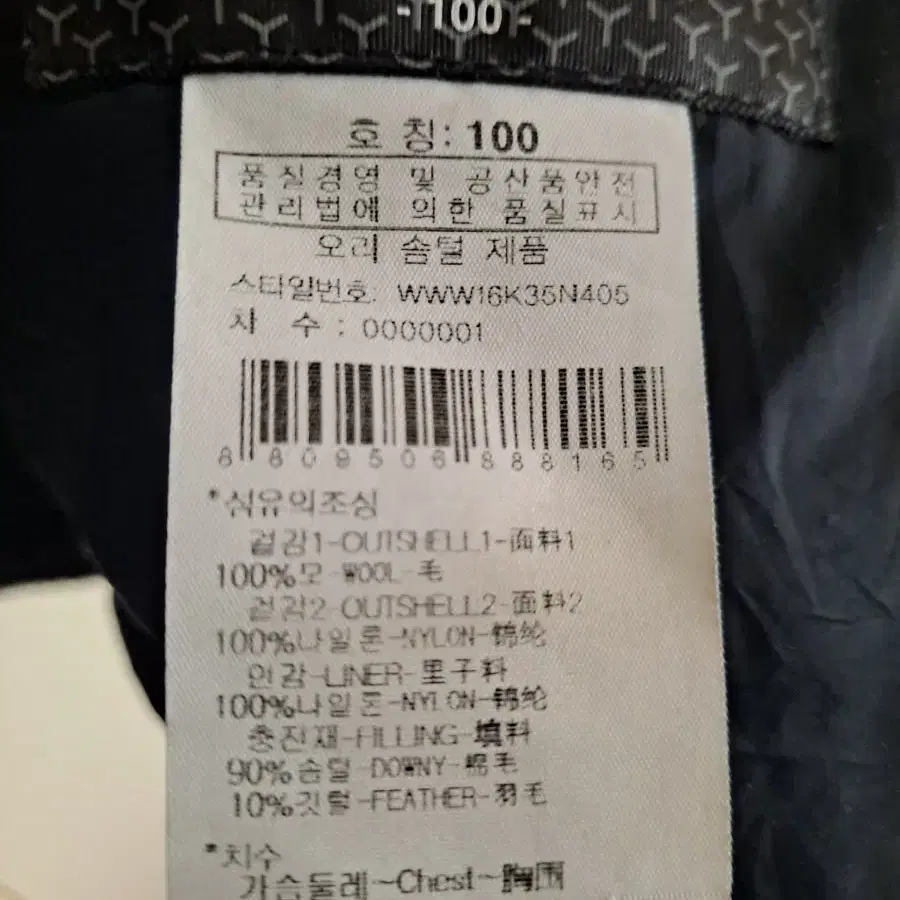 - 100 -
호 칭: 100
품질경영 및 공산품안전
관리법에 의한 품질표시
오리 솜털 제품
스타일번호: WWW16K35N405
차 수: 0000001
8 809506 888165
*섬유의조성
겉감1-OUTSHELL1-面料1
100%모-WOOL-毛
겉감2-OUTSHELL2-面料2
100%나일론-NYLON-锦纶
안감-LINER-里子料
100%나일론-NYLON-锦纶
충전재-FILLING-填料
90%솜털-DOWNY-棉毛
10%깃털-FEATHER-羽毛
*치수
가슴둘레~Chest~胸围